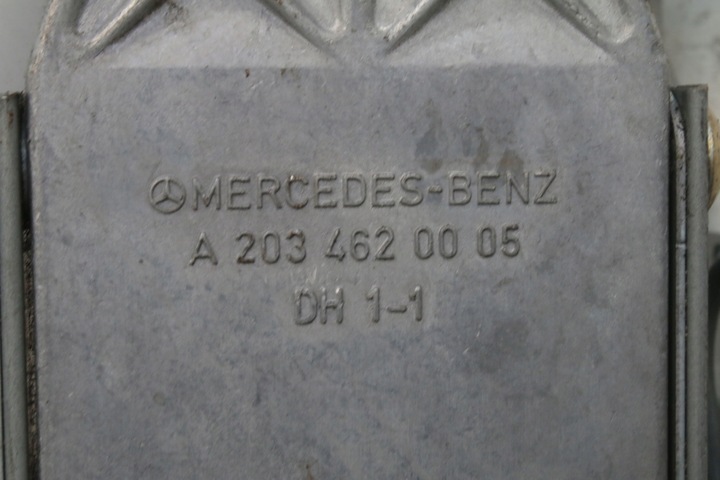 MERCEDES-BENZ
A 203 462 00 05
DH 1-1